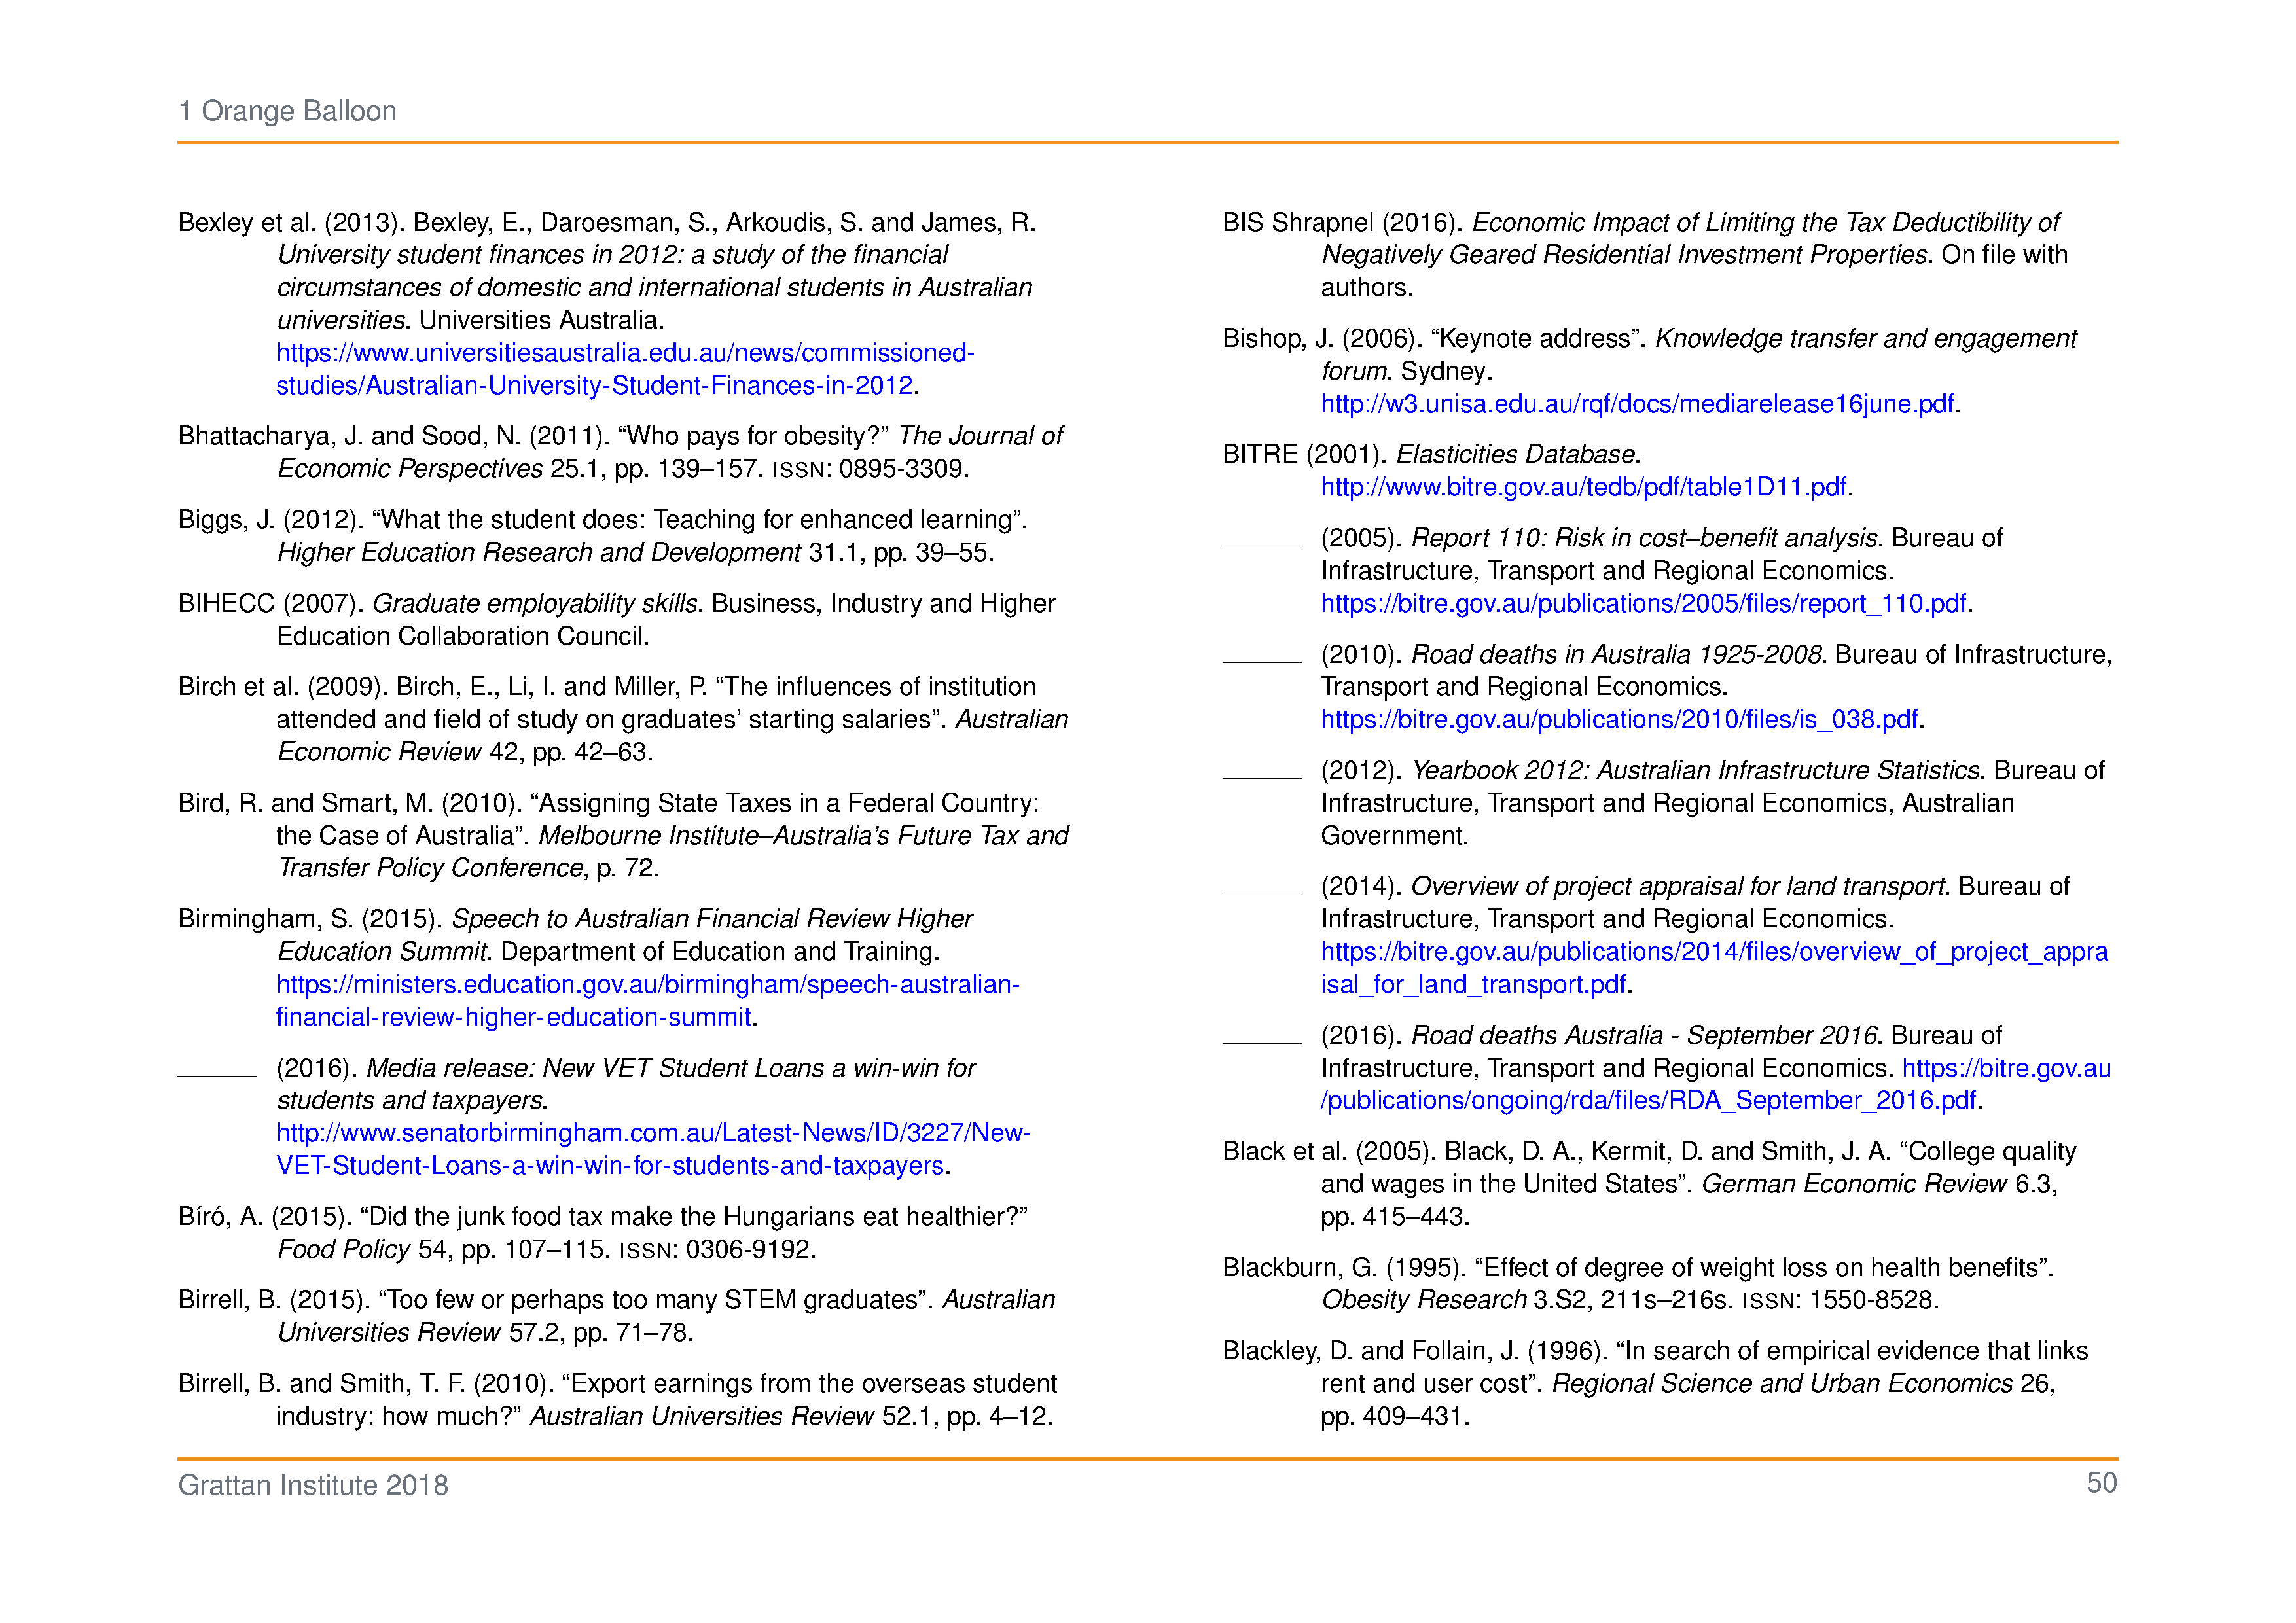 1 Orange Balloon
Bexley et al. (2013). Bexley, E., Daroesman, S., Arkoudis, S. and James, R.
University student finances in 2012: a study of the financial
circumstances of domestic and international students in Australian
universities. Universities Australia.
https://www.universitiesaustralia.edu.au/news/commissioned-
studies/Australian-University-Student-Finances-in-2012.
Bhattacharya, J. and Sood, N. (2011). “Who pays for obesity?” The Journal of
Economic Perspectives 25.1, pp. 139–157. ISSN: 0895-3309.
Biggs, J. (2012). “What the student does: Teaching for enhanced learning”.
Higher Education Research and Development 31.1, pp. 39–55.
BIHECC (2007). Graduate employability skills. Business, Industry and Higher
Education Collaboration Council.
Birch et al. (2009). Birch, E., Li, I. and Miller, P. “The influences of institution
attended and field of study on graduates’ starting salaries”. Australian
Economic Review 42, pp. 42–63.
Bird, R. and Smart, M. (2010). “Assigning State Taxes in a Federal Country:
the Case of Australia”. Melbourne Institute–Australia’s Future Tax and
Transfer Policy Conference, p. 72.
Birmingham, S. (2015). Speech to Australian Financial Review Higher
Education Summit. Department of Education and Training.
https://ministers.education.gov.au/birmingham/speech-australian-
financial-review-higher-education-summit.
(2016). Media release: New VET Student Loans a win-win for
students and taxpayers.
http://www.senatorbirmingham.com.au/Latest-News/ID/3227/New-
VET-Student-Loans-a-win-win-for-students-and-taxpayers.
Bíró, A. (2015). “Did the junk food tax make the Hungarians eat healthier?”
Food Policy 54, pp. 107–115. ISSN: 0306-9192.
Birrell, B. (2015). “Too few or perhaps too many STEM graduates”. Australian
Universities Review 57.2, pp. 71–78.
Birrell, B. and Smith, T. F. (2010). “Export earnings from the overseas student
industry: how much?” Australian Universities Review 52.1, pp. 4–12.
BIS Shrapnel (2016). Economic Impact of Limiting the Tax Deductibility of
Negatively Geared Residential Investment Properties. On file with
authors.
Bishop, J. (2006). “Keynote address”. Knowledge transfer and engagement
forum. Sydney.
http://w3.unisa.edu.au/rqf/docs/mediarelease16june.pdf.
BITRE (2001). Elasticities Database.
http://www.bitre.gov.au/tedb/pdf/table1D11.pdf.
(2005). Report 110: Risk in cost–benefit analysis. Bureau of
Infrastructure, Transport and Regional Economics.
https://bitre.gov.au/publications/2005/files/report_110.pdf.
(2010). Road deaths in Australia 1925-2008. Bureau of Infrastructure,
Transport and Regional Economics.
https://bitre.gov.au/publications/2010/files/is_038.pdf.
(2012). Yearbook 2012: Australian Infrastructure Statistics. Bureau of
Infrastructure, Transport and Regional Economics, Australian
Government.
(2014). Overview of project appraisal for land transport. Bureau of
Infrastructure, Transport and Regional Economics.
https://bitre.gov.au/publications/2014/files/overview_of_project_appra
isal_for_land_transport.pdf.
(2016). Road deaths Australia - September 2016. Bureau of
Infrastructure, Transport and Regional Economics. https://bitre.gov.au
/publications/ongoing/rda/files/RDA_September_2016.pdf.
Black et al. (2005). Black, D. A., Kermit, D. and Smith, J. A. “College quality
and wages in the United States”. German Economic Review 6.3,
pp. 415–443.
Blackburn, G. (1995). “Effect of degree of weight loss on health benefits”.
Obesity Research 3.S2, 211s–216s. ISSN: 1550-8528.
Blackley, D. and Follain, J. (1996). “In search of empirical evidence that links
rent and user cost”. Regional Science and Urban Economics 26,
pp. 409–431.
Grattan Institute 2018
50